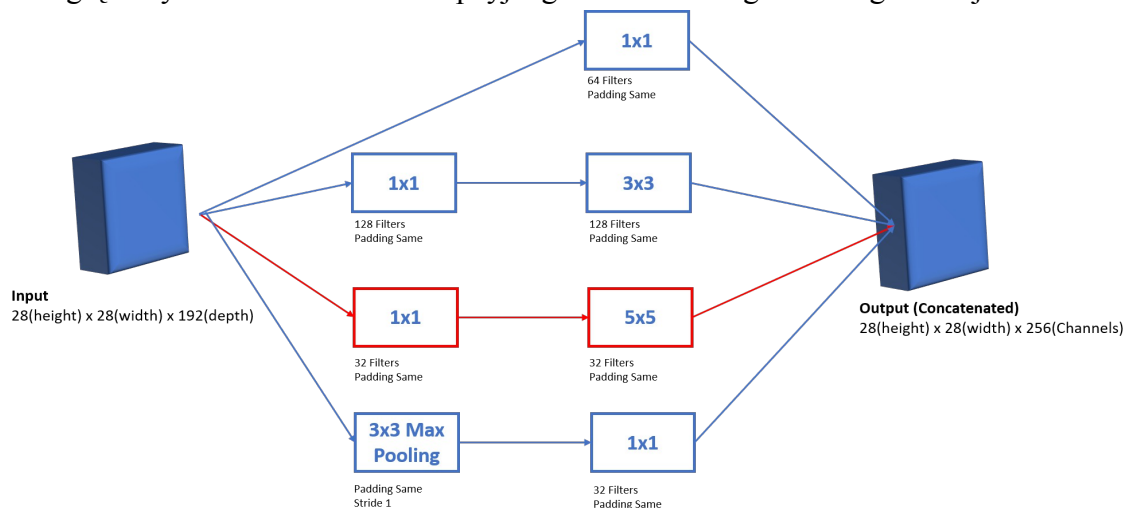 1x1
64 Filters
Padding Same
1x1
128 Filters
Padding Same
3x3
128 Filters
Padding Same
Input
28(height) x 28(width) x 192(depth)
1x1
32 Filters
Padding Same
5x5
32 Filters
Padding Same
Output (Concatenated)
28(height) x 28(width) x 256(Channels)
3x3 Max
Pooling
Padding Same
Stride 1
1x1
32 Filters
Padding Same